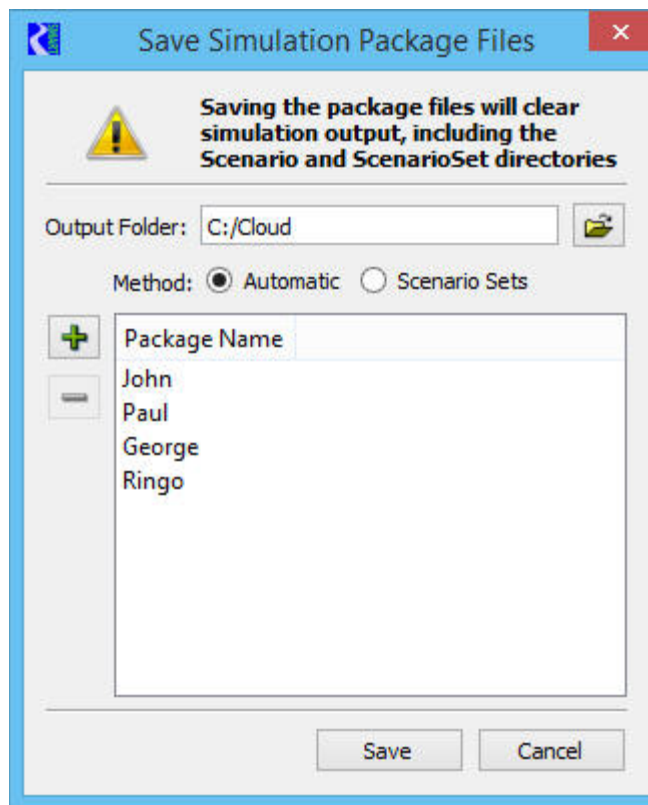 Save Simulation Package Files
Saving the package files will clear
simulation output, including the
Scenario and ScenarioSet directories
Output Folder: C:/Cloud
Method: Automatic Scenario Sets
Package Name
John
Paul
George
Ringo
Save Cancel